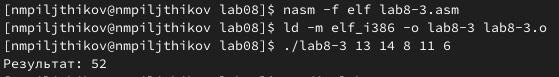 [nmpiljthikov@nmpiljthikov lab08]$ nasm -f elf lab8-3.asm
[nmpiljthikov@nmpiljthikov lab08]$ ld -m elf_i386 -o lab8-3 lab8-3.o
[nmpiljthikov@nmpiljthikov lab08]$ ./lab8-3 13 14 8 11 6
Результат: 52